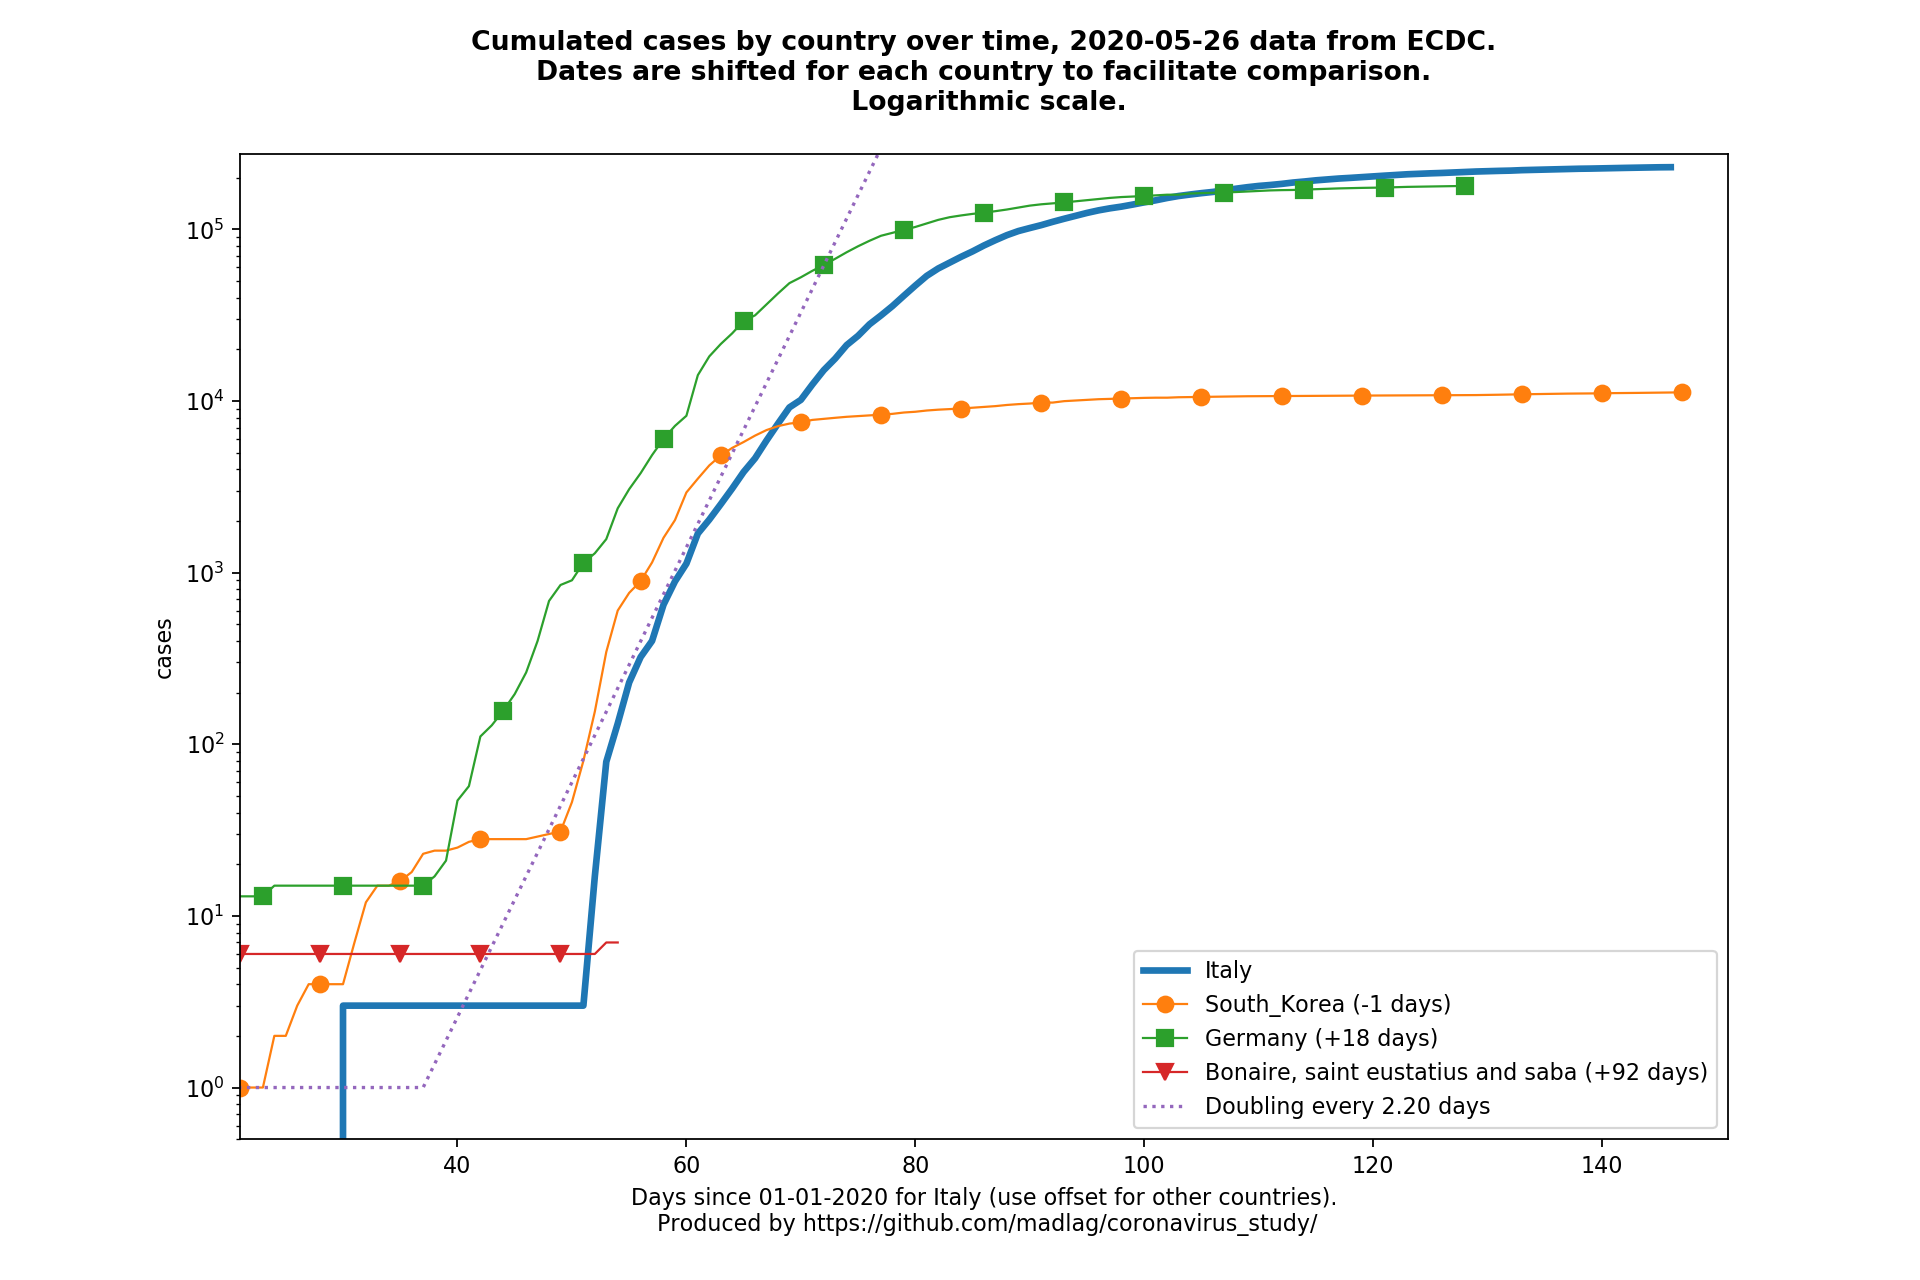 Cumulated cases by country over time, 2020-05-26 data from ECDC.
Dates are shifted for each country to facilitate comparison.
Logarithmic scale.
10^5
10^4
10^3
10^2
10^1
10^0
cases
Italy
South_Korea (-1 days)
Germany (+18 days)
Bonaire, saint eustatius and saba (+92 days)
Doubling every 2.20 days
40 60 80 100 120 140
Days since 01-01-2020 for Italy (use offset for other countries).
Produced by https://github.com/madlag/coronavirus_study/